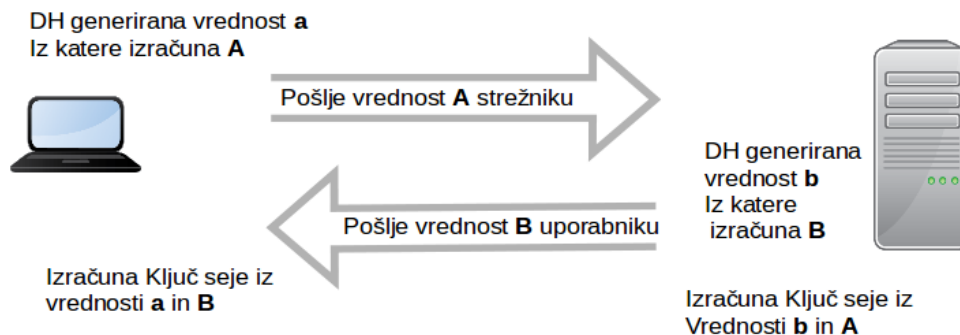 DH generirana vrednost a
Iz katere izračuna A
Pošlje vrednost A strežniku
DH generirana
vrednost b
Iz katere
izračuna B
Pošlje vrednost B uporabniku
Izračuna Ključ seje iz
vrednosti a in B
Izračuna Ključ seje iz
Vrednosti b in A